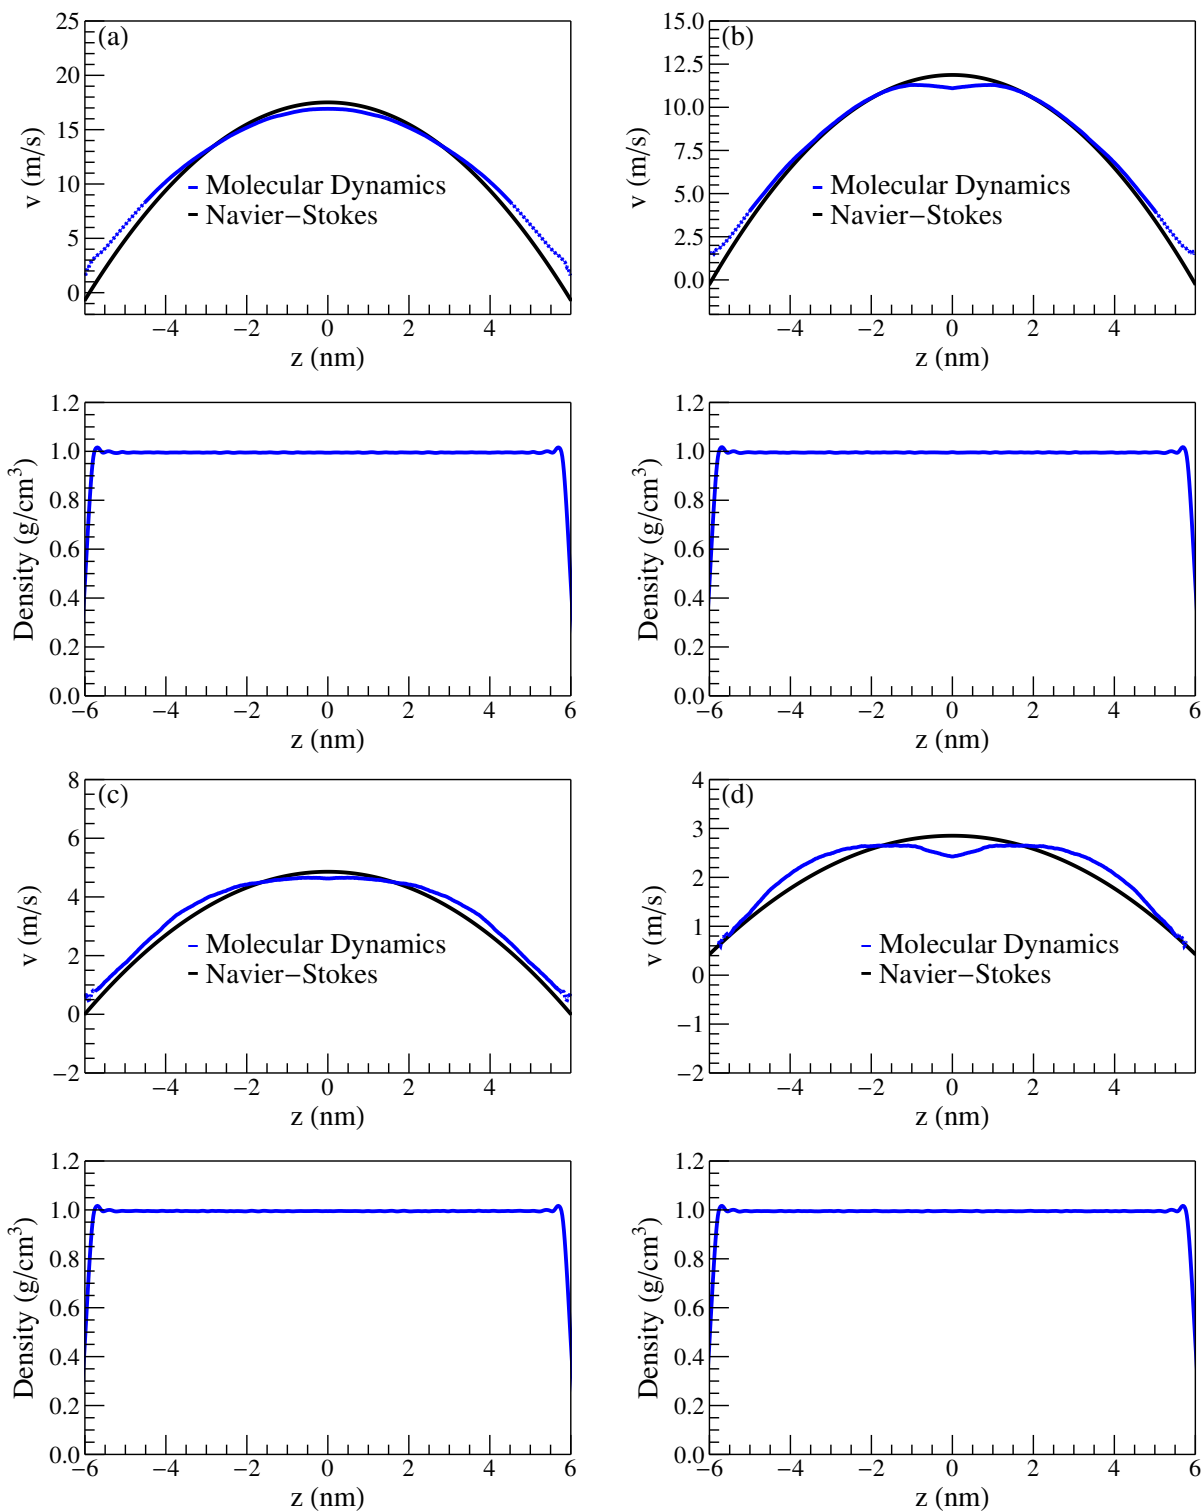 (a)
v (m/s)
25
20
15
10
5
0
Molecular Dynamics
Navier−Stokes
−4 −2 0 2 4
z (nm)
(b)
v (m/s)
15.0
12.5
10.0
7.5
5.0
2.5
0.0
Molecular Dynamics
Navier−Stokes
−4 −2 0 2 4
z (nm)
Density (g/cm³)
1.2
1.0
0.8
0.6
0.4
0.2
0.0
−6 −4 −2 0 2 4 6
z (nm)
Density (g/cm³)
1.2
1.0
0.8
0.6
0.4
0.2
0.0
−6 −4 −2 0 2 4 6
z (nm)
(c)
v (m/s)
8
6
4
2
0
−2
Molecular Dynamics
Navier−Stokes
−4 −2 0 2 4
z (nm)
(d)
v (m/s)
4
3
2
1
0
−1
−2
Molecular Dynamics
Navier−Stokes
−4 −2 0 2 4
z (nm)
Density (g/cm³)
1.2
1.0
0.8
0.6
0.4
0.2
0.0
−6 −4 −2 0 2 4 6
z (nm)
Density (g/cm³)
1.2
1.0
0.8
0.6
0.4
0.2
0.0
−6 −4 −2 0 2 4 6
z (nm)